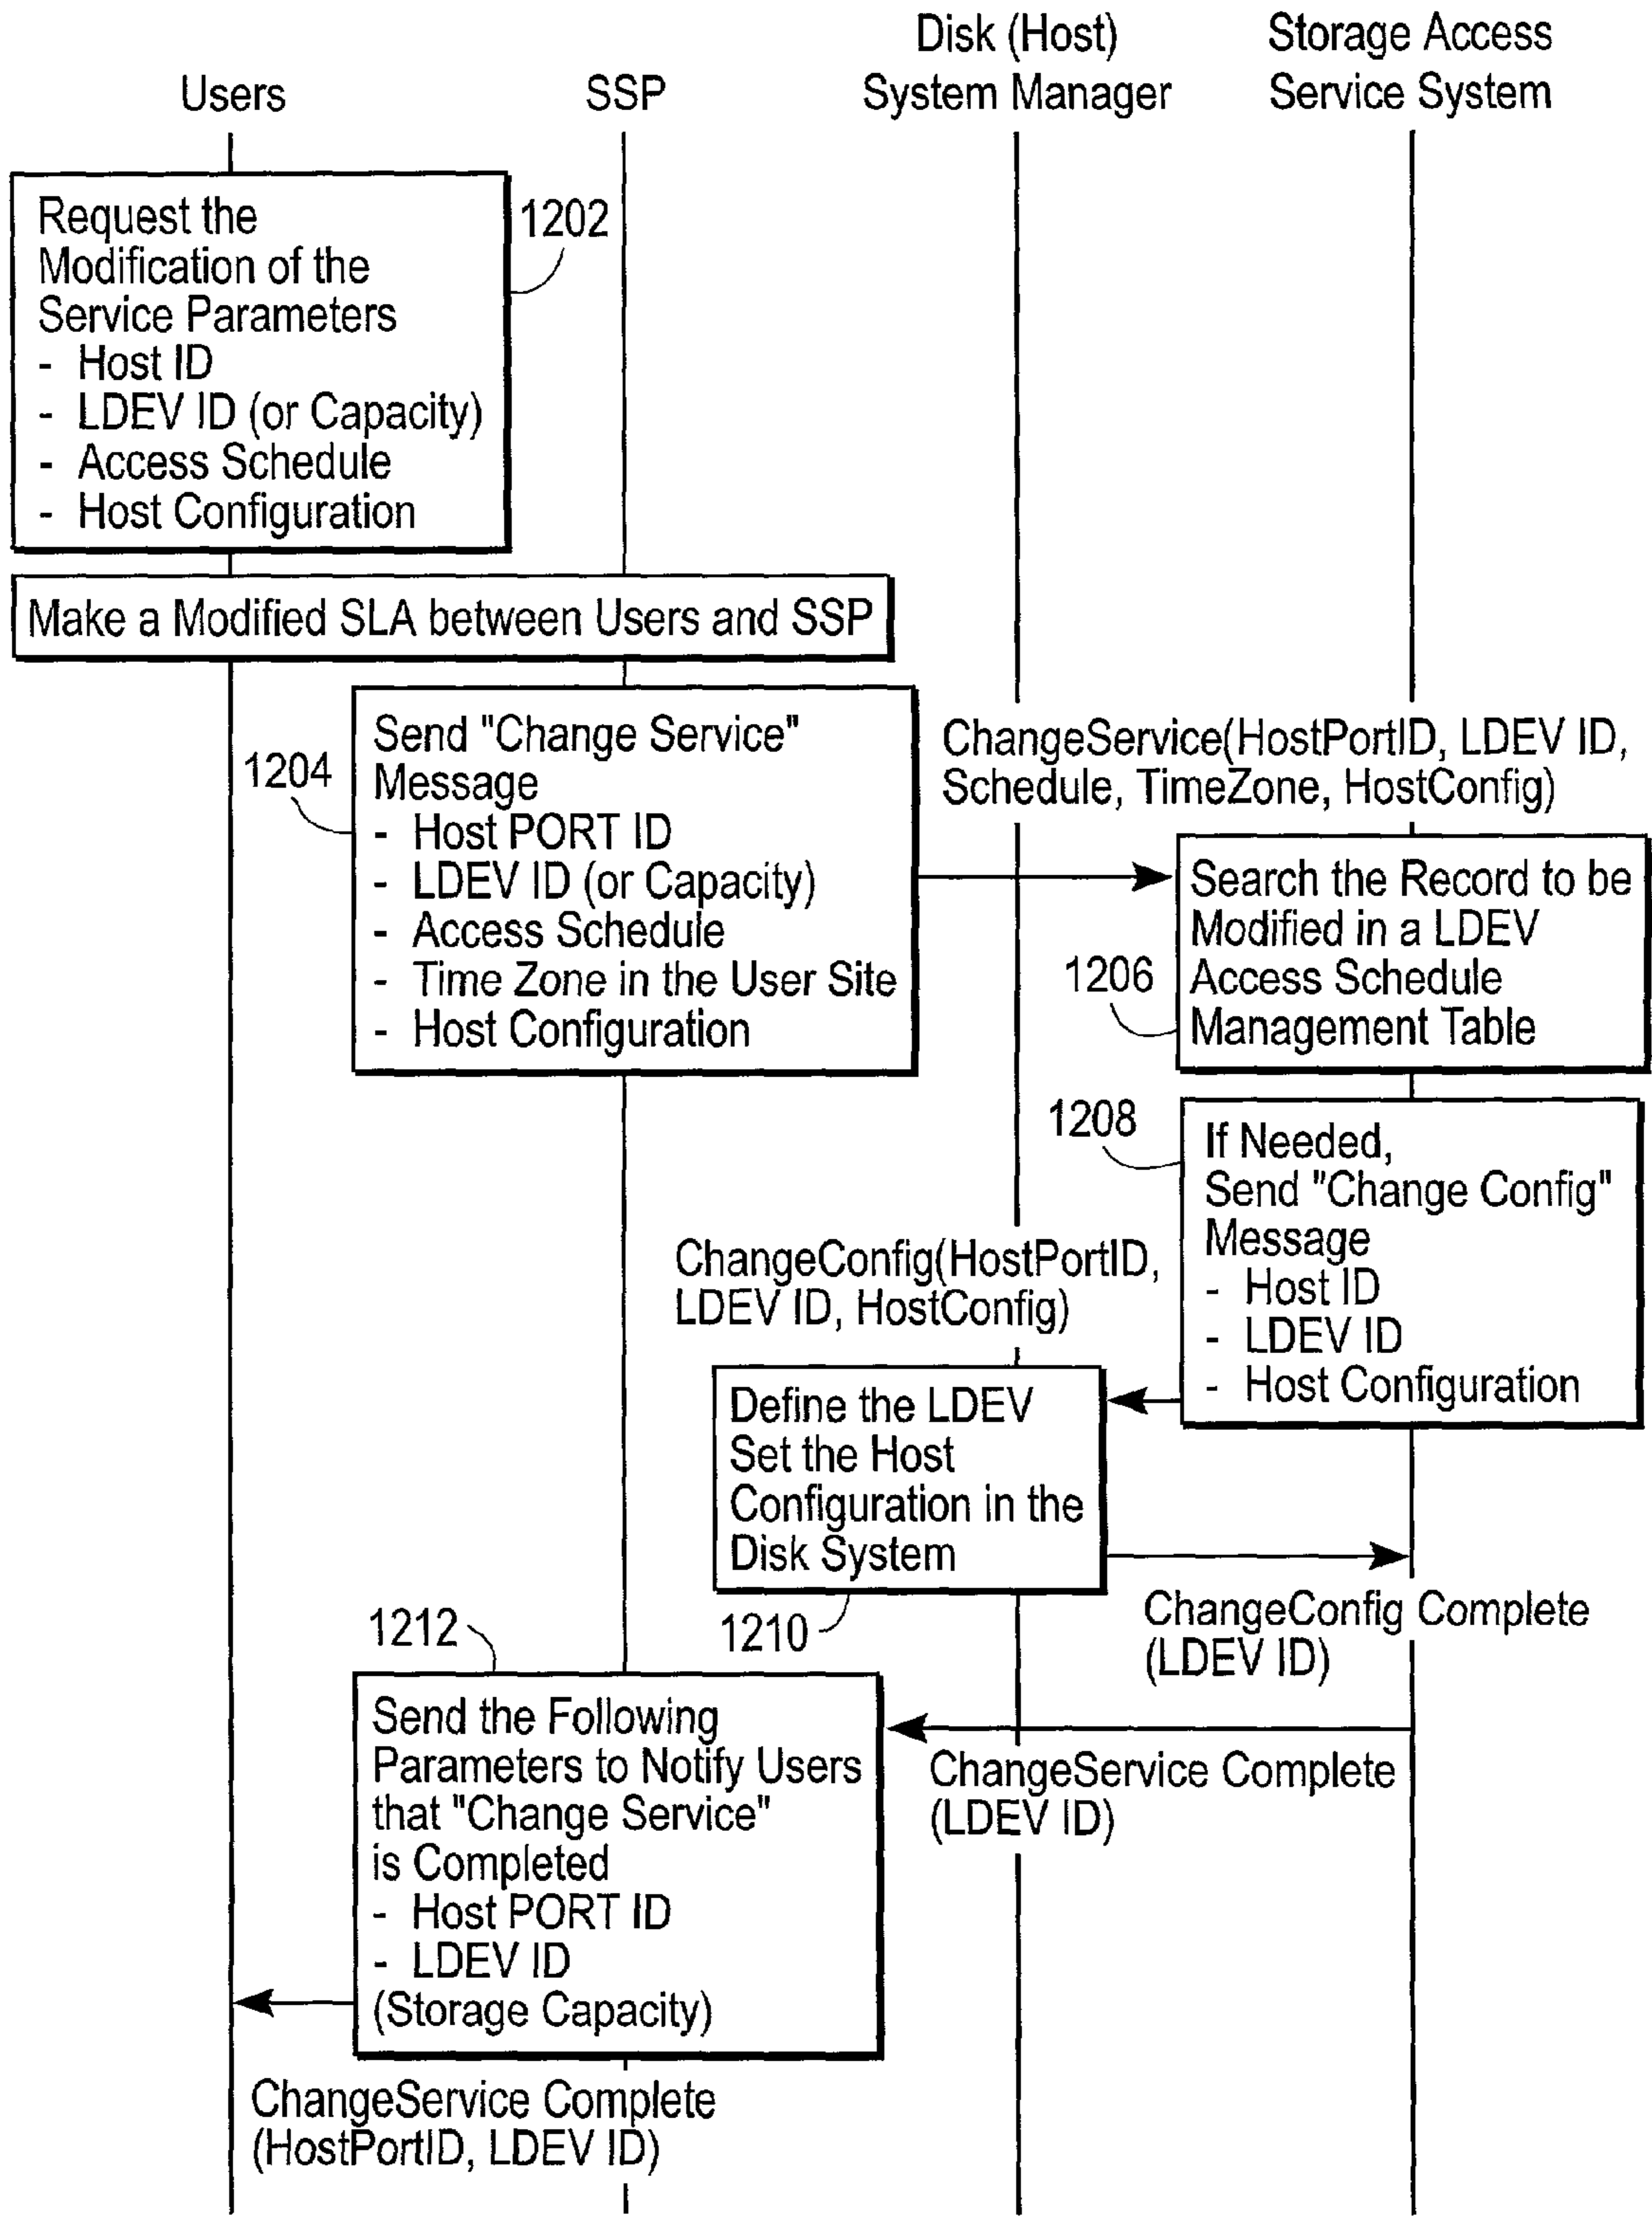 Users
SSP
Disk (Host)
System Manager
Storage Access
Service System
Request the
Modification of the
Service Parameters
- Host ID
- LDEV ID (or Capacity)
- Access Schedule
- Host Configuration
1202
Make a Modified SLA between Users and SSP
1204
Send "Change Service"
Message
- Host PORT ID
- LDEV ID (or Capacity)
- Access Schedule
- Time Zone in the User Site
- Host Configuration
ChangeService(HostPortID, LDEV ID,
Schedule, TimeZone, HostConfig)
Search the Record to be
Modified in a LDEV
Access Schedule
Management Table
1206
1208
If Needed,
Send "Change Config"
Message
- Host ID
- LDEV ID
- Host Configuration
ChangeConfig(HostPortID,
LDEV ID, HostConfig)
Define the LDEV
Set the Host
Configuration in the
Disk System
1210
ChangeConfig Complete
(LDEV ID)
1212
Send the Following
Parameters to Notify Users
that "Change Service"
is Completed
- Host PORT ID
- LDEV ID
(Storage Capacity)
ChangeService Complete
(LDEV ID)
ChangeService Complete
(HostPortID, LDEV ID)